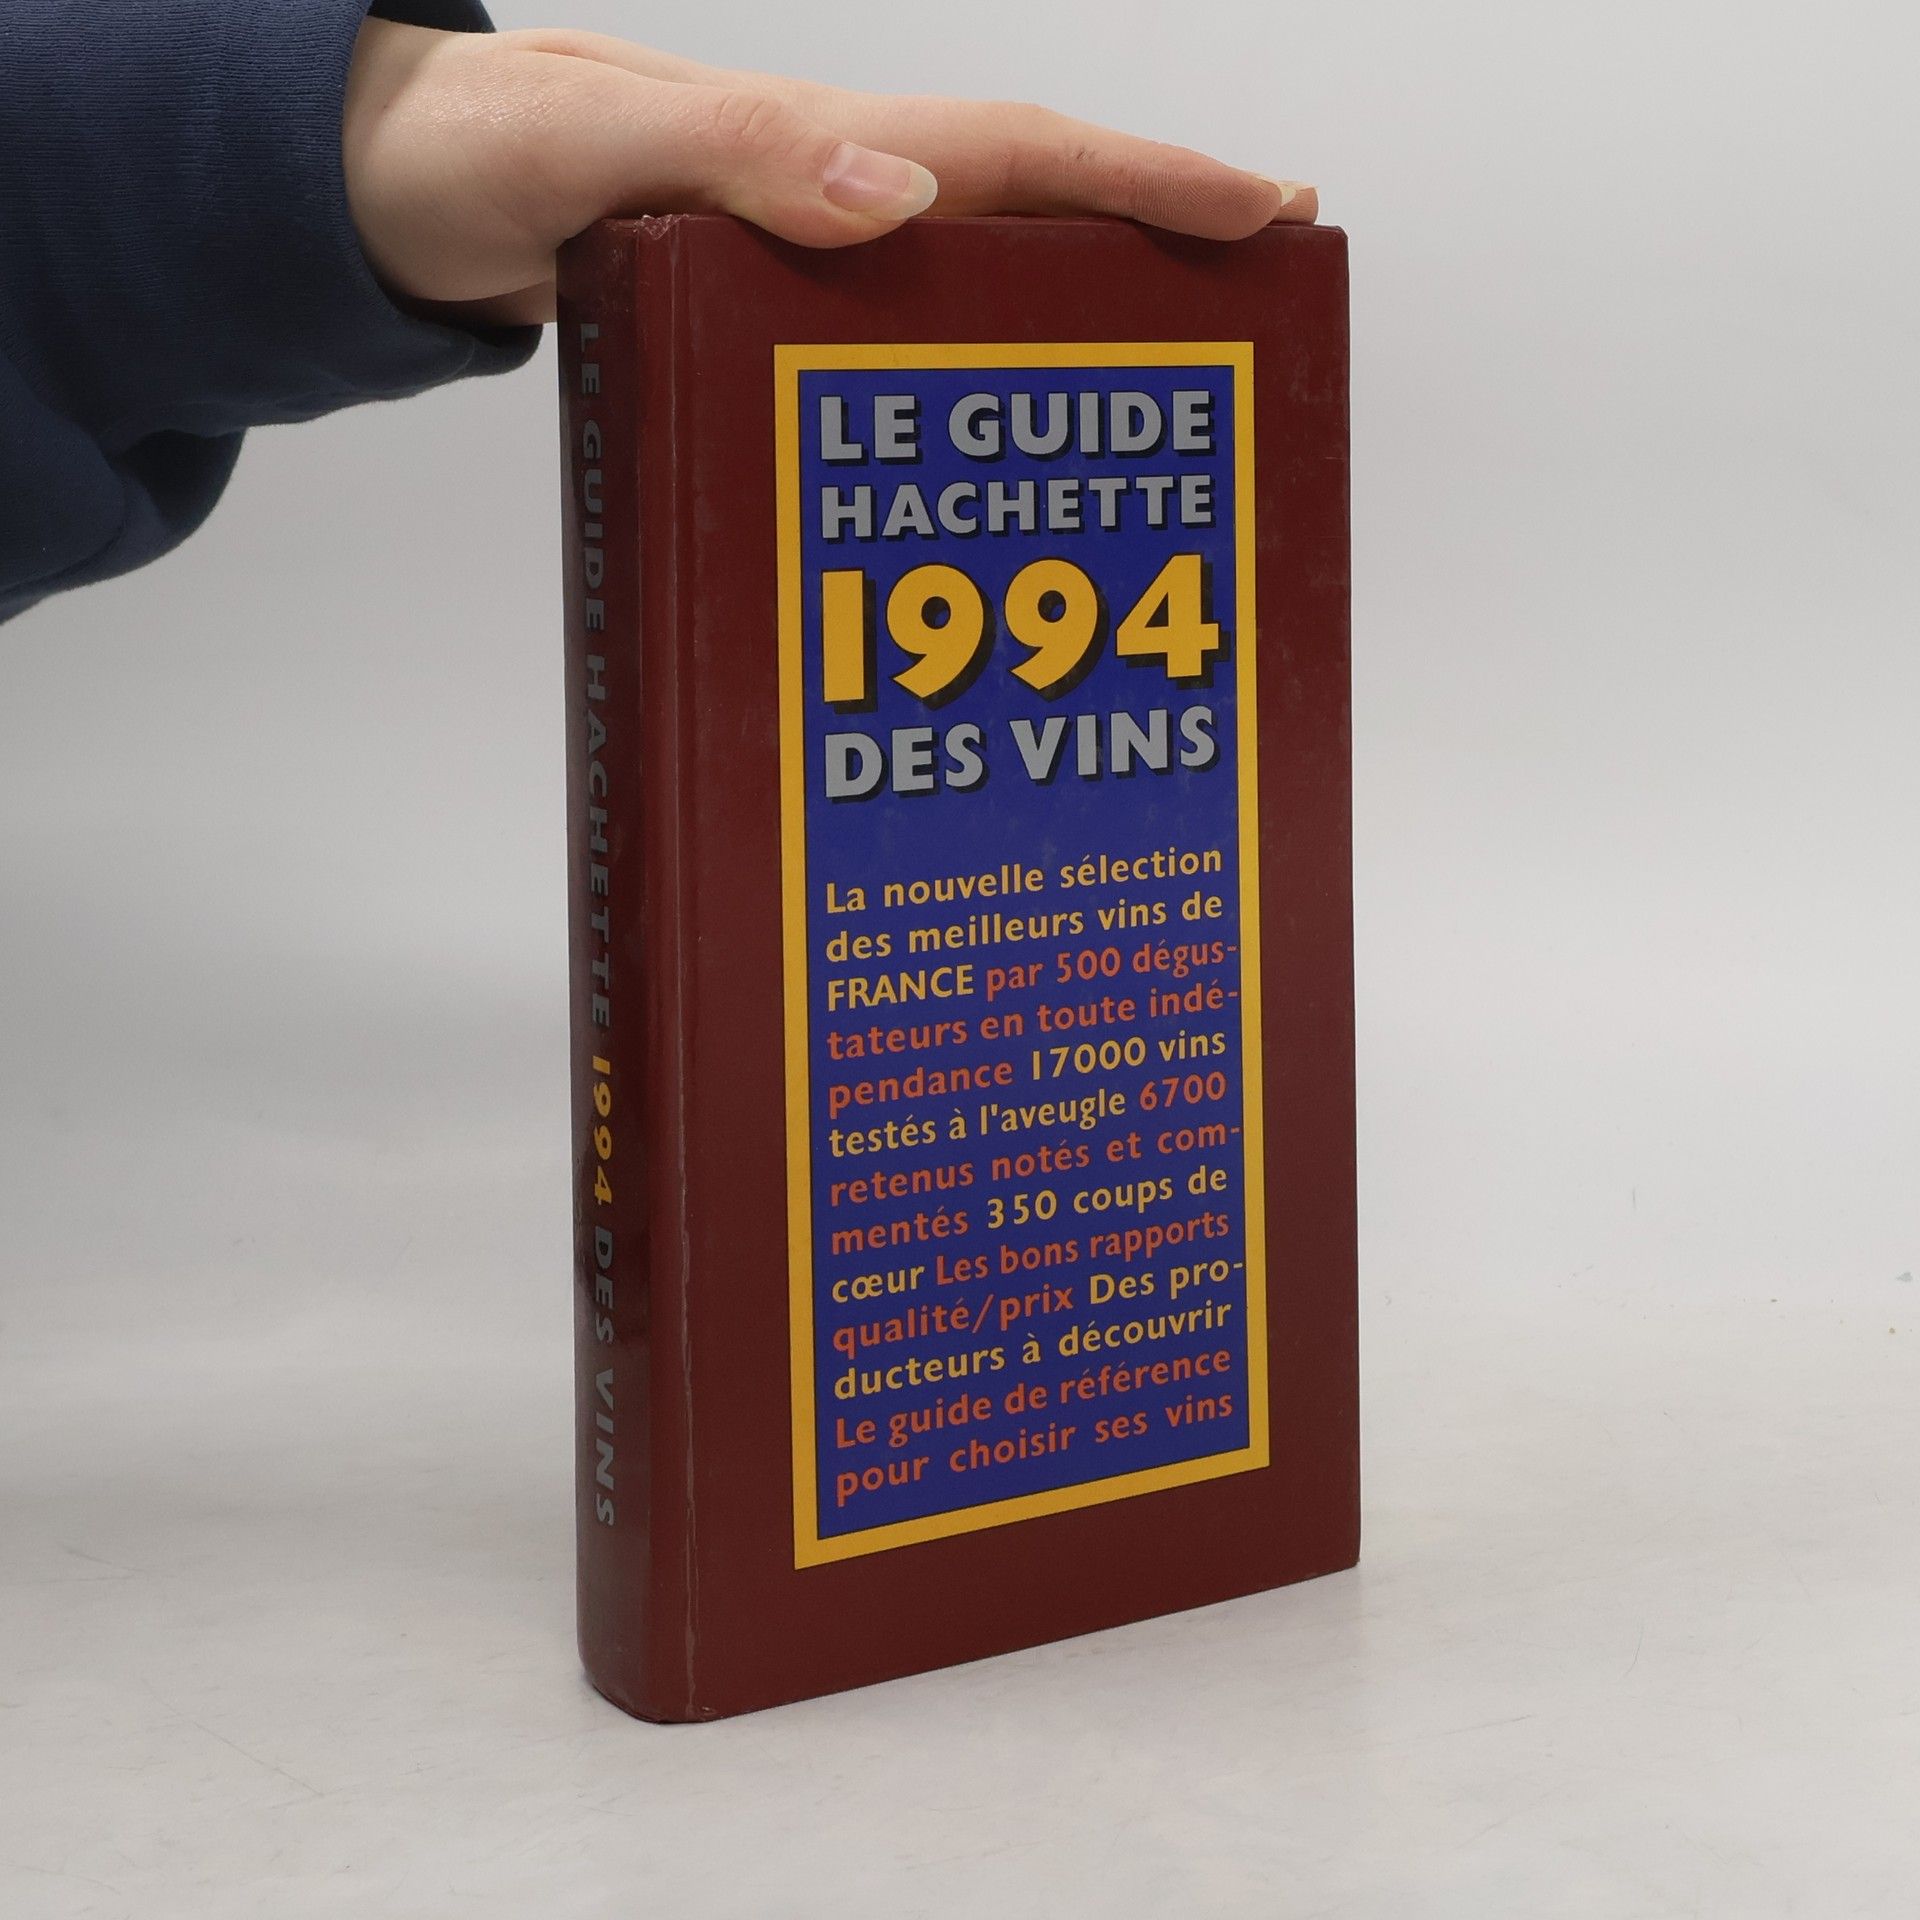 LE GUIDE HACHETTE 1994 DES VINS
LE GUIDE
HACHETTE
1994
DES VINS
La nouvelle sélection
des meilleurs vins de
FRANCE par 500 dégus-
tateurs en toute indé-
pendance 17000 vins
testés à l'aveugle 6700
retenus notés et com-
mentés 350 coups de
cœur Les bons rapports
qualité/prix Des pro-
ducteurs à découvrir
Le guide de référence
pour choisir ses vins